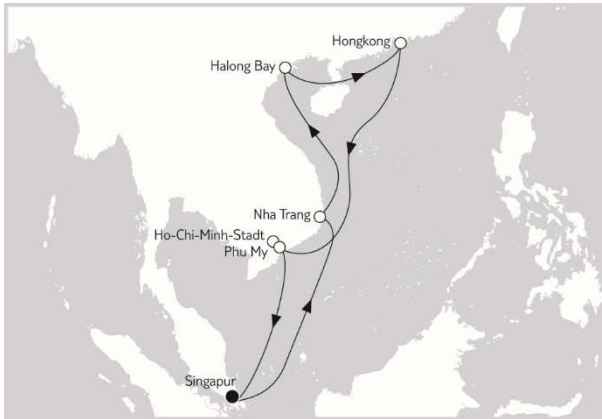 Hongkong
Halong Bay
Nha Trang
Ho-Chi-Minh-Stadt
Phu My
Singapur